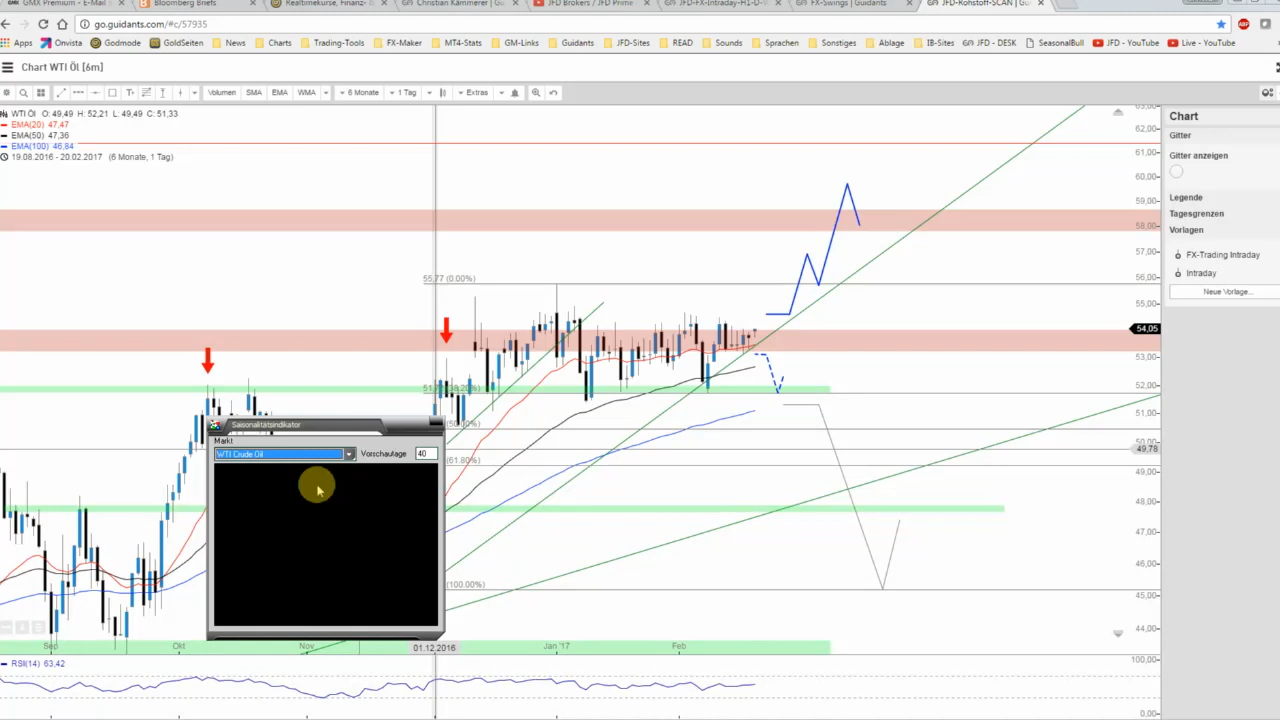 GMX Premium - E-Mail
Bloomberg Briefs
Realtimekurse, Finanz- B
Christian Kämmerer | Gu
JFD Brokers / JFD Prime
JFD-FX-Intraday-H1-D-V
FX-Swings | Guidants
JFD-Rohstoff-SCAN | Gui
go.guidants.com/#c/57935
Apps Onvista Godmode GoldSeiten News Charts Trading-Tools FX-Maker MT4-Stats GM-Links Guidants JFD-Sites READ Sounds Sprachen Sonstiges Ablage IB-Sites JFD - DESK SeasonalBull JFD - YouTube Live - YouTube
Chart WTI Öl [6m]
Volumen SMA EMA WMA 6 Monate 1 Tag Extras
WTI Öl O: 49,49 H: 52,21 L: 49,49 C: 51,33
EMA(20) 47,47
EMA(50) 47,36
EMA(100) 46,84
19.08.2016 - 20.02.2017 (6 Monate, 1 Tag)
63,00
62,00
61,00
60,00
59,00
58,00
57,00
56,00
55,00
54,05
53,00
52,00
51,00
50,00
49,78
48,00
47,00
46,00
45,00
44,00
55,77 (0.00%)
(38.20%)
(50.00%)
(61.80%)
(100.00%)
Saisonalitätsindikator
Markt
WTI Crude Oil
Vorschautage 40
Sep Okt Nov 01.12.2016 Jan '17 Feb
RSI(14) 63,42
100,00
0,00
Chart
Gitter
Gitter anzeigen
Legende
Tagesgrenzen
Vorlagen
FX-Trading Intraday
Intraday
Neue Vorlage...